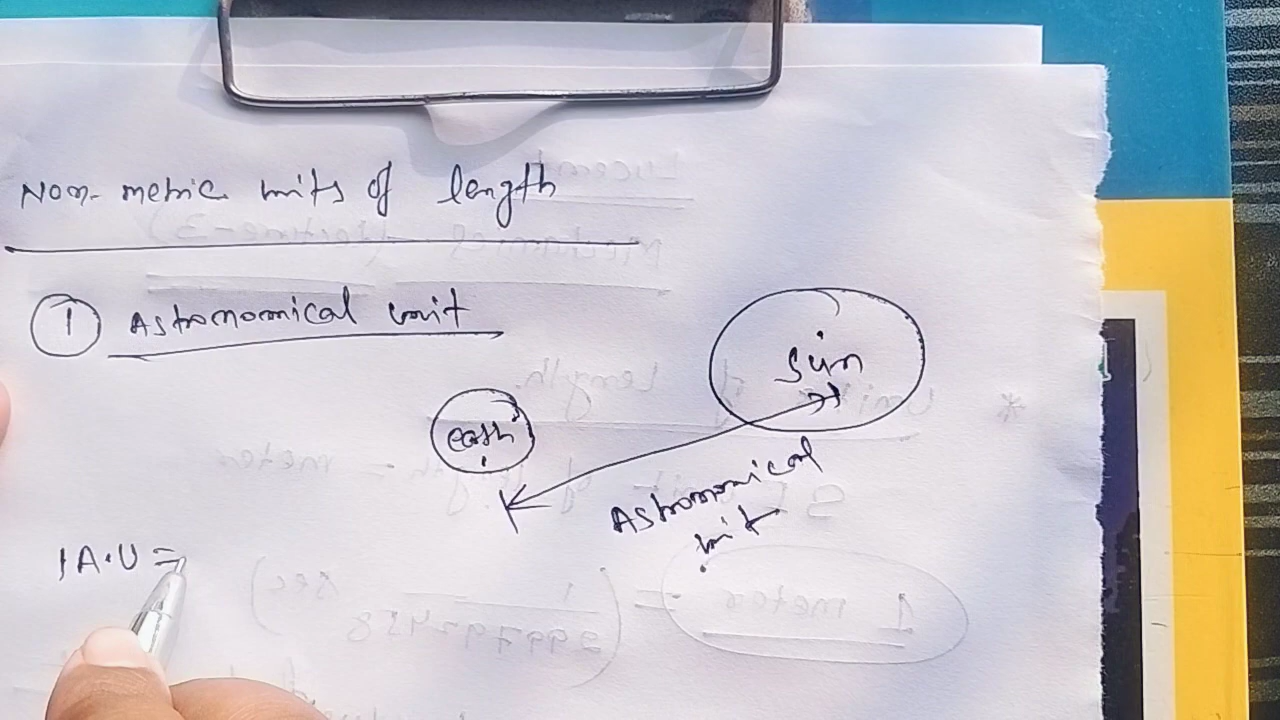 Non-metric units of length
1 Astronomical unit
sun
earth
Astronomical
unit
1 A.U =